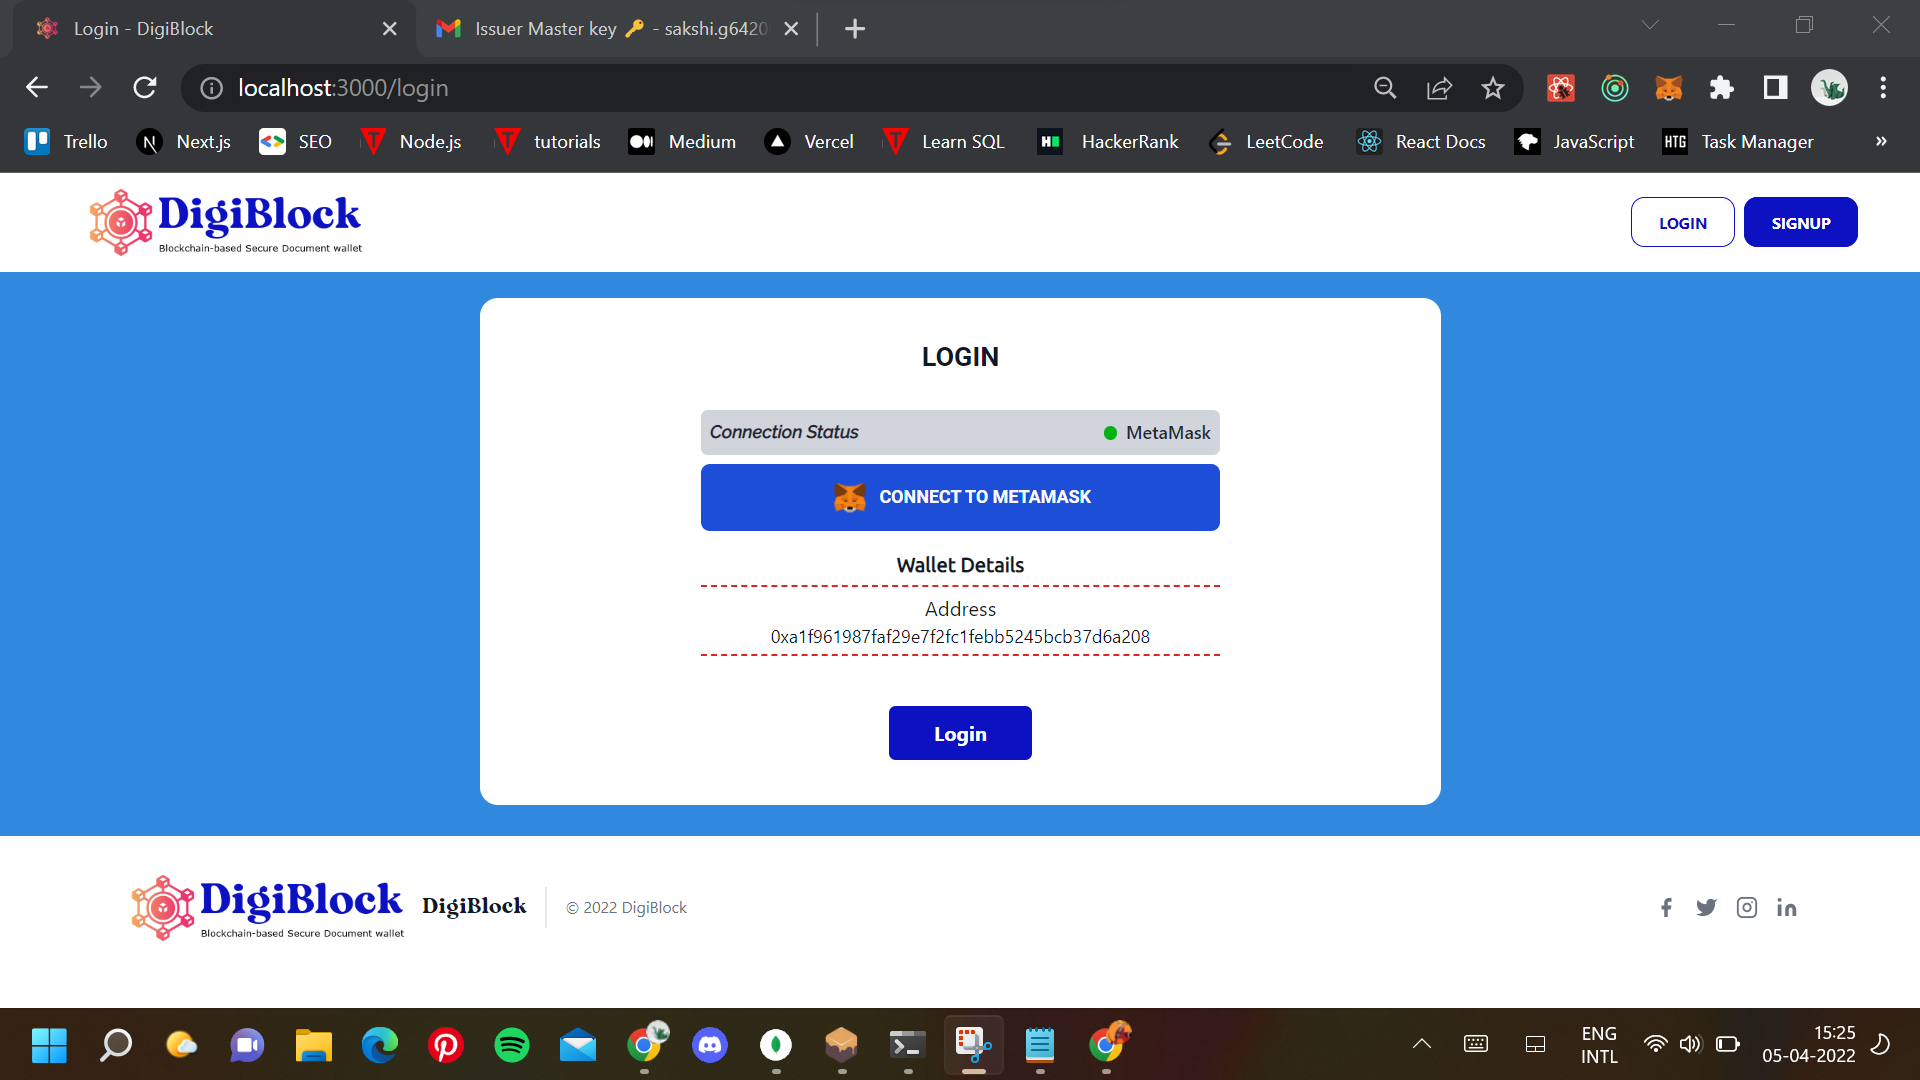 Login - DigiBlock
Issuer Master key 🔑 - sakshi.g6420
localhost:3000/login
Trello
Next.js
SEO
Node.js
tutorials
Medium
Vercel
Learn SQL
HackerRank
LeetCode
React Docs
JavaScript
HTG
Task Manager
»
DigiBlock
Blockchain-based Secure Document wallet
LOGIN
SIGNUP
LOGIN
Connection Status
MetaMask
CONNECT TO METAMASK
Wallet Details
Address
0xa1f961987faf29e7f2fc1febb5245bcb37d6a208
Login
DigiBlock
Blockchain-based Secure Document wallet
DigiBlock
© 2022 DigiBlock
ENG
INTL
15:25
05-04-2022